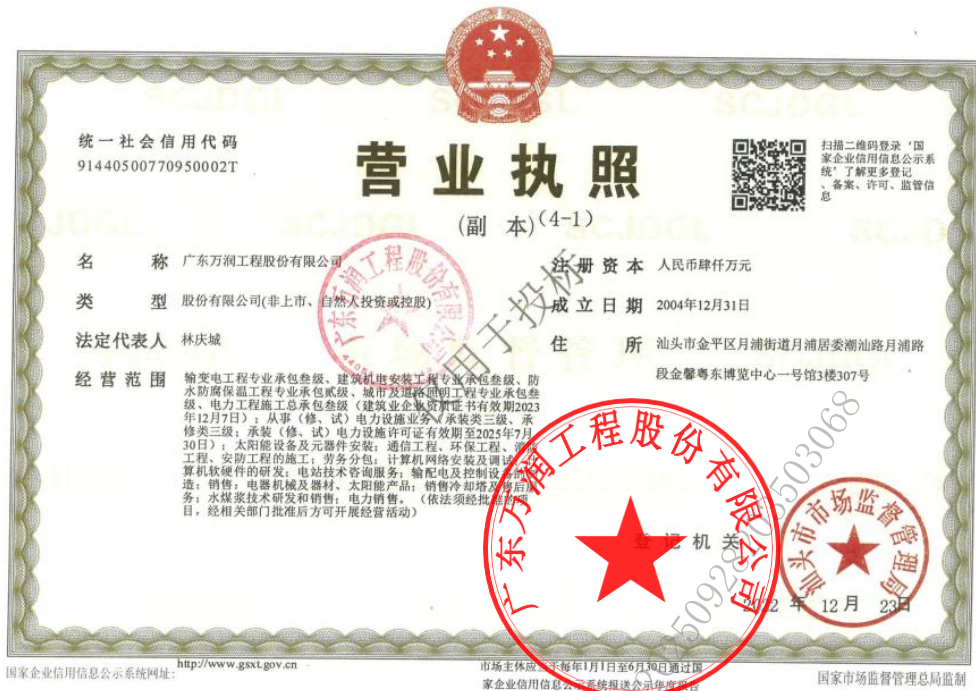 统一社会信用代码
91440500770950002T
营业执照
(副 本)(4-1)
扫描二维码登录‘国
家企业信用信息公示系
统’了解更多登记
、备案、许可、监管信
息
名 称 广东万润工程股份有限公司
类 型 股份有限公司(非上市、自然人投资或控股)
法定代表人 林庆城
经营范围 输变电工程专业承包叁级、建筑机电安装工程专业承包叁级、防
水防腐保温工程专业承包贰级、城市及道路照明工程专业承包叁
级、电力工程施工总承包叁级（建筑业企业资质证书有效期2023
年12月7日）；从事（修、试）电力设施业务（承装类三级、承
修类三级；承装（修、试）电力设施许可证有效期至2025年7月
30日）；太阳能设备及元器件安装；通信工程、环保工程、消防
工程、安防工程的施工；劳务分包；计算机网络安装及调试；计
算机软硬件的研发；电站技术咨询服务；输配电及控制设备的制
造；销售：电器机械及器材、太阳能产品；销售冷却塔及售后服
务；水煤浆技术研发和销售；电力销售。（依法须经批准的项
目，经相关部门批准后方可开展经营活动）
注册资本 人民币肆仟万元
成立日期 2004年12月31日
住 所 汕头市金平区月浦街道月浦居委潮汕路月浦路
段金馨粤东博览中心一号馆3楼307号
用于投标
广东万润工程股份有限公司
广东万润工程股份有限公司
登记机关
汕头市市场监督管理局
2022 年 12 月 23日
国家企业信用信息公示系统网址：
http://www.gsxt.gov.cn
市场主体应当于每年1月1日至6月30日通过国
家企业信用信息公示系统报送公示年度报告
国家市场监督管理总局监制